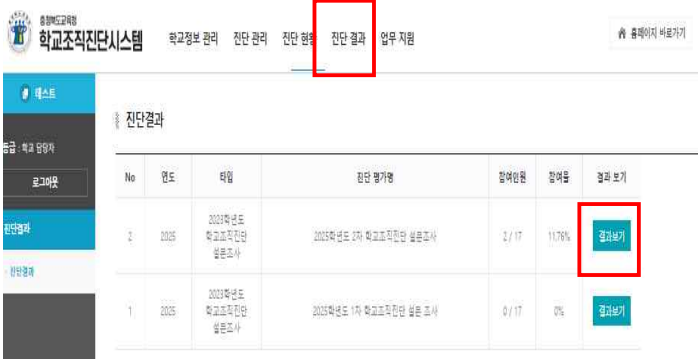 충청북도교육청
학교조직진단시스템
학교정보 관리 진단 관리 진단 현황 진단 결과 업무 지원
홈페이지 바로가기
테스트
등급 : 학교 담당자
로그아웃
진단결과
- 진단결과
진단결과
No 연도 타입 진단 평가명 참여인원 참여율 결과 보기
2 2025 2023학년도 학교조직진단 설문조사 2025학년도 2차 학교조직진단 설문조사 2 / 17 11.76% 결과보기
1 2025 2023학년도 학교조직진단 설문조사 2025학년도 1차 학교조직진단 설문 조사 0 / 17 0% 결과보기